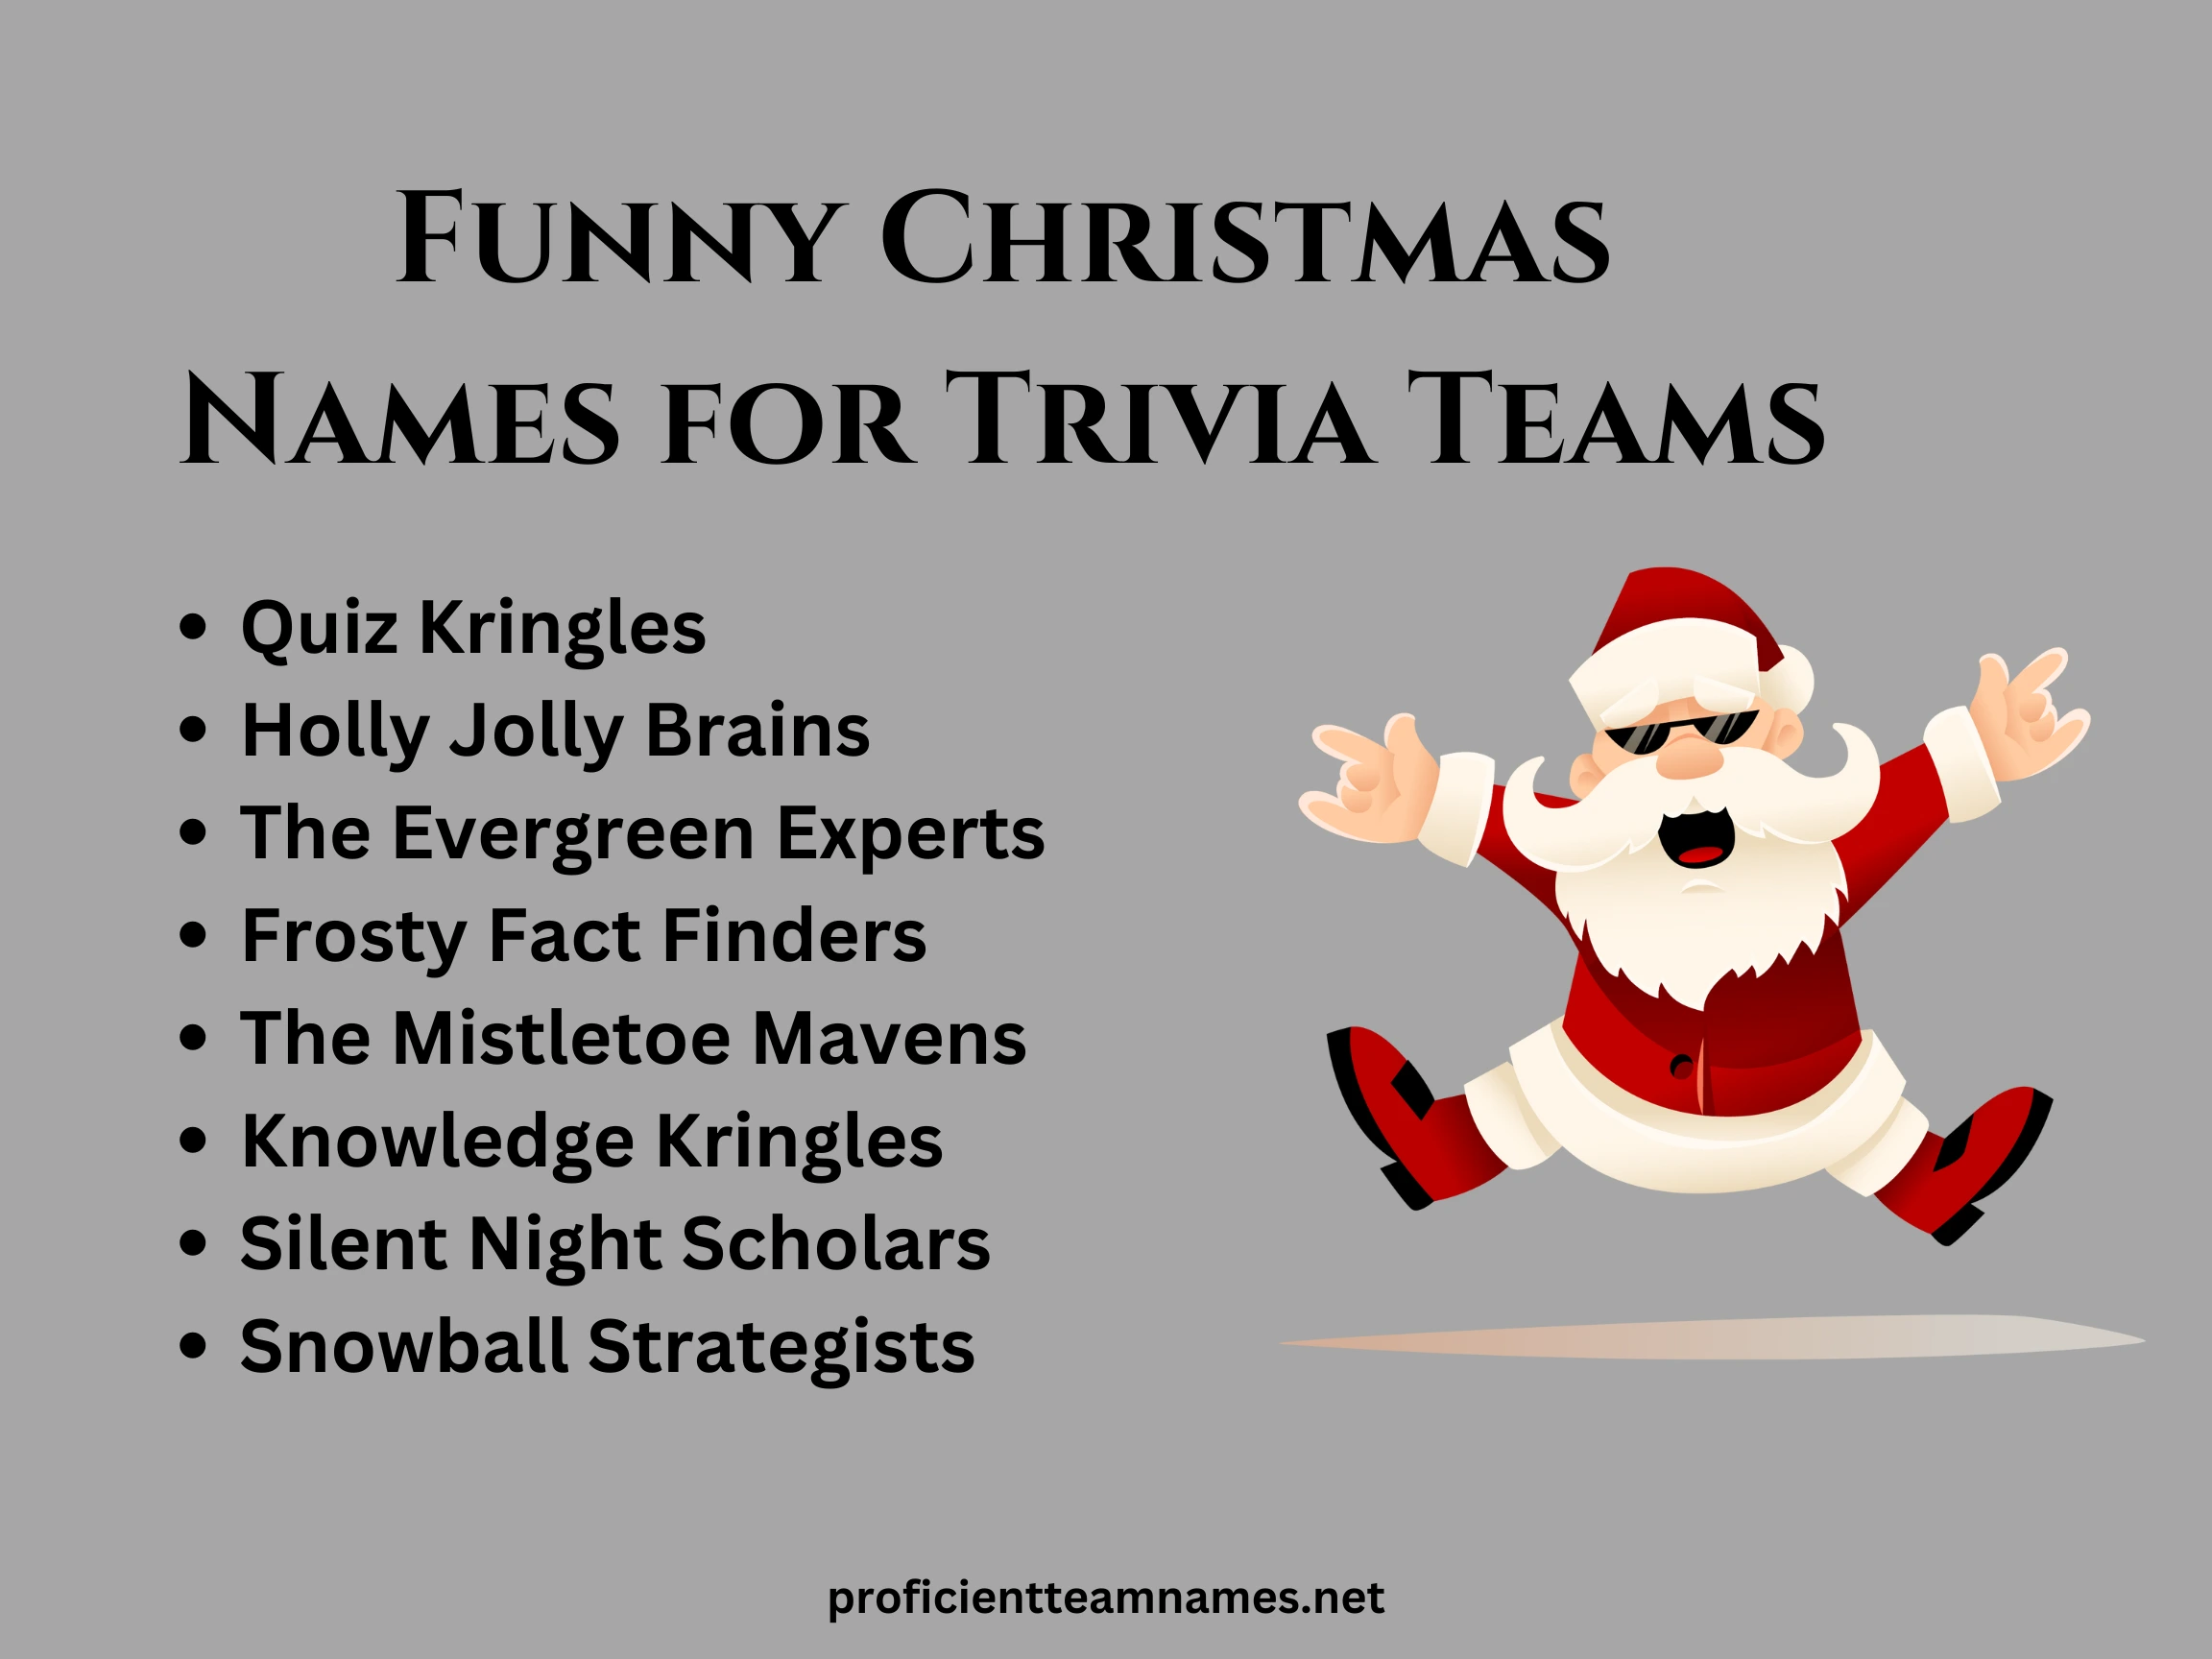 Funny Christmas
Names for Trivia Teams
• Quiz Kringles
• Holly Jolly Brains
• The Evergreen Experts
• Frosty Fact Finders
• The Mistletoe Mavens
• Knowledge Kringles
• Silent Night Scholars
• Snowball Strategists
proficientteamnames.net